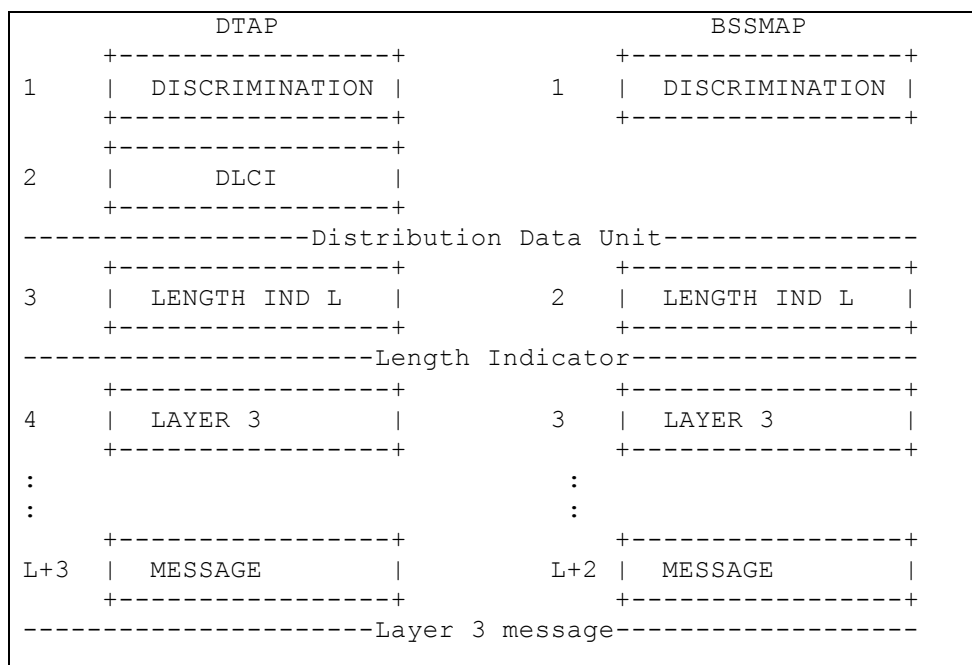 DTAP                            BSSMAP
     +-----------------+             +-----------------+
1    |  DISCRIMINATION |         1   |  DISCRIMINATION |
     +-----------------+             +-----------------+
     +-----------------+
2    |      DLCI       |
     +-----------------+
------------------Distribution Data Unit----------------
     +-----------------+             +-----------------+
3    |  LENGTH IND L   |         2   |  LENGTH IND L   |
     +-----------------+             +-----------------+
----------------------Length Indicator------------------
     +-----------------+             +-----------------+
4    |  LAYER 3        |         3   |  LAYER 3        |
     +-----------------+             +-----------------+
:                                 :
:                                 :
     +-----------------+             +-----------------+
L+3  |  MESSAGE        |         L+2 |  MESSAGE        |
     +-----------------+             +-----------------+
----------------------Layer 3 message-------------------